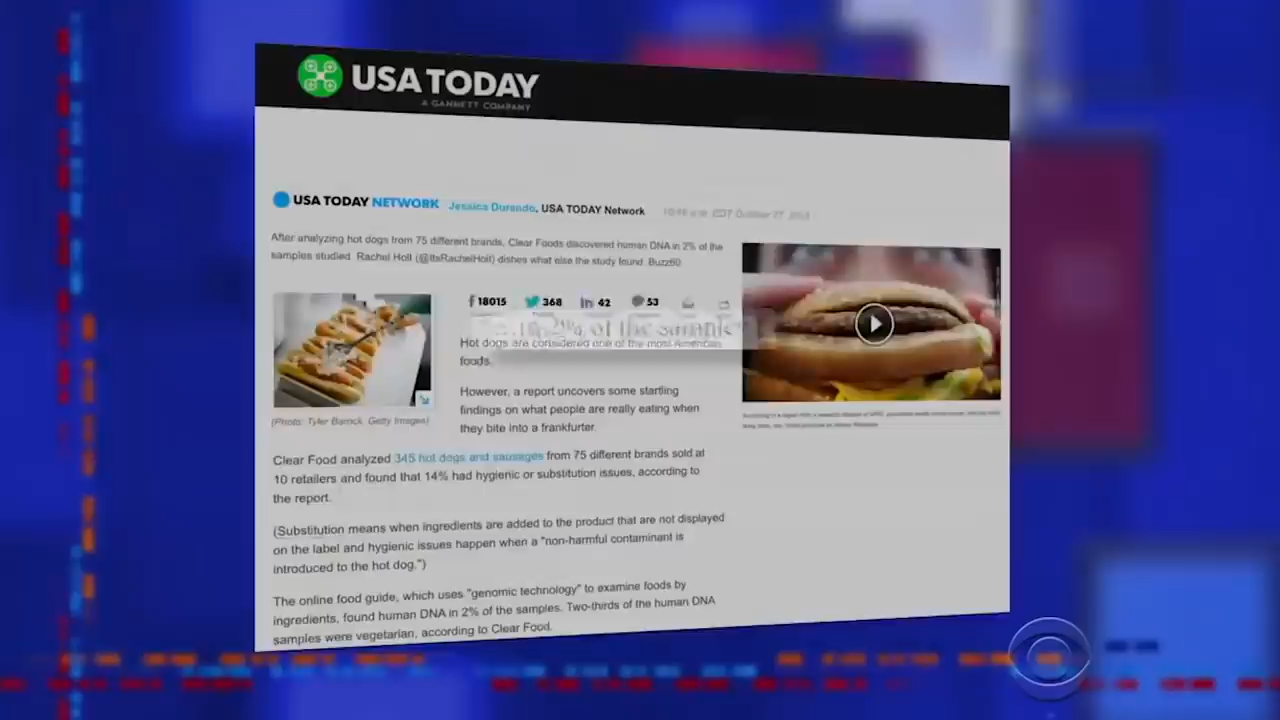 USA TODAY
A GANNETT COMPANY
USA TODAY NETWORK Jessica Durando, USA TODAY Network EDT October
After analyzing hot dogs from 75 different brands, Clear Foods discovered human DNA in 2% of the
samples studied. Rachel Holt (@ItsRachelHolt) dishes what else the study found. Buzz60
18015 368 in 42 53
2% of the samples
Hot dogs are considered one of the most American
foods.
However, a report uncovers some startling
findings on what people are really eating when
they bite into a frankfurter.
(Photo: Tyler Barrick, Getty Images)
Clear Food analyzed 345 hot dogs and sausages from 75 different brands sold at
10 retailers and found that 14% had hygienic or substitution issues, according to
the report.
(Substitution means when ingredients are added to the product that are not displayed
on the label and hygienic issues happen when a "non-harmful contaminant is
introduced to the hot dog.")
The online food guide, which uses "genomic technology" to examine foods by
ingredients, found human DNA in 2% of the samples. Two-thirds of the human DNA
samples were vegetarian, according to Clear Food.